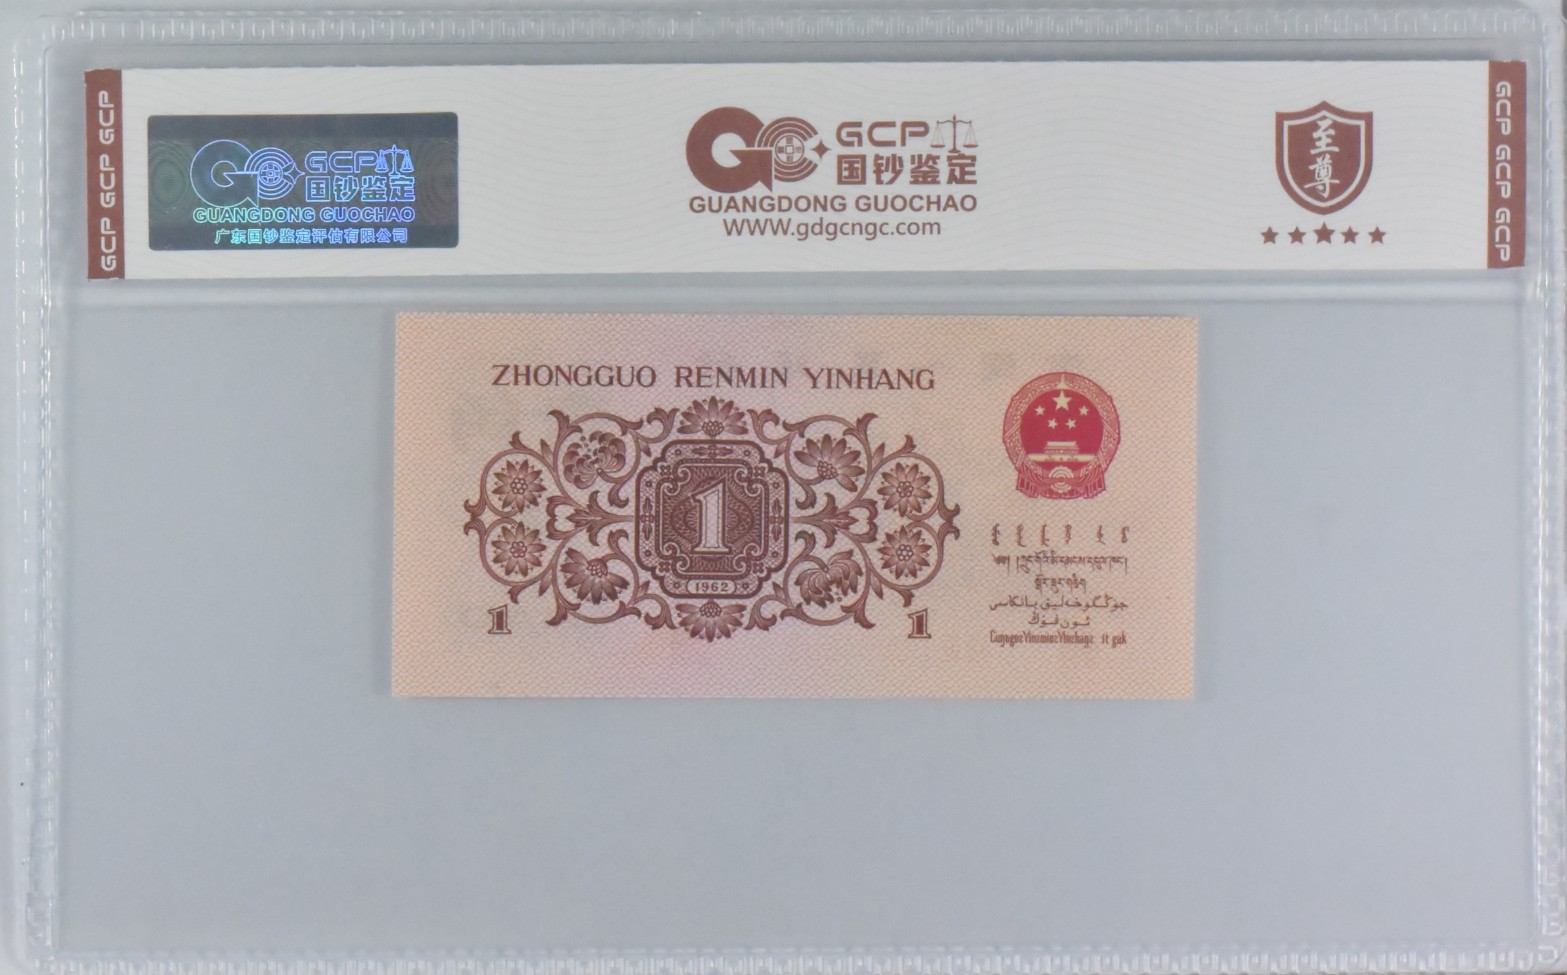 GCP GCP GCP
GCP
国钞鉴定
GUANGDONG GUOCHAO
广东国钞鉴定评估有限公司
GCP
国钞鉴定
GUANGDONG GUOCHAO
WWW.gdgcngc.com
至尊
GCP GCP GCP
ZHONGGUO RENMIN YINHANG
1
1962
1
1
جۇڭگوخەلىق بانكاسى